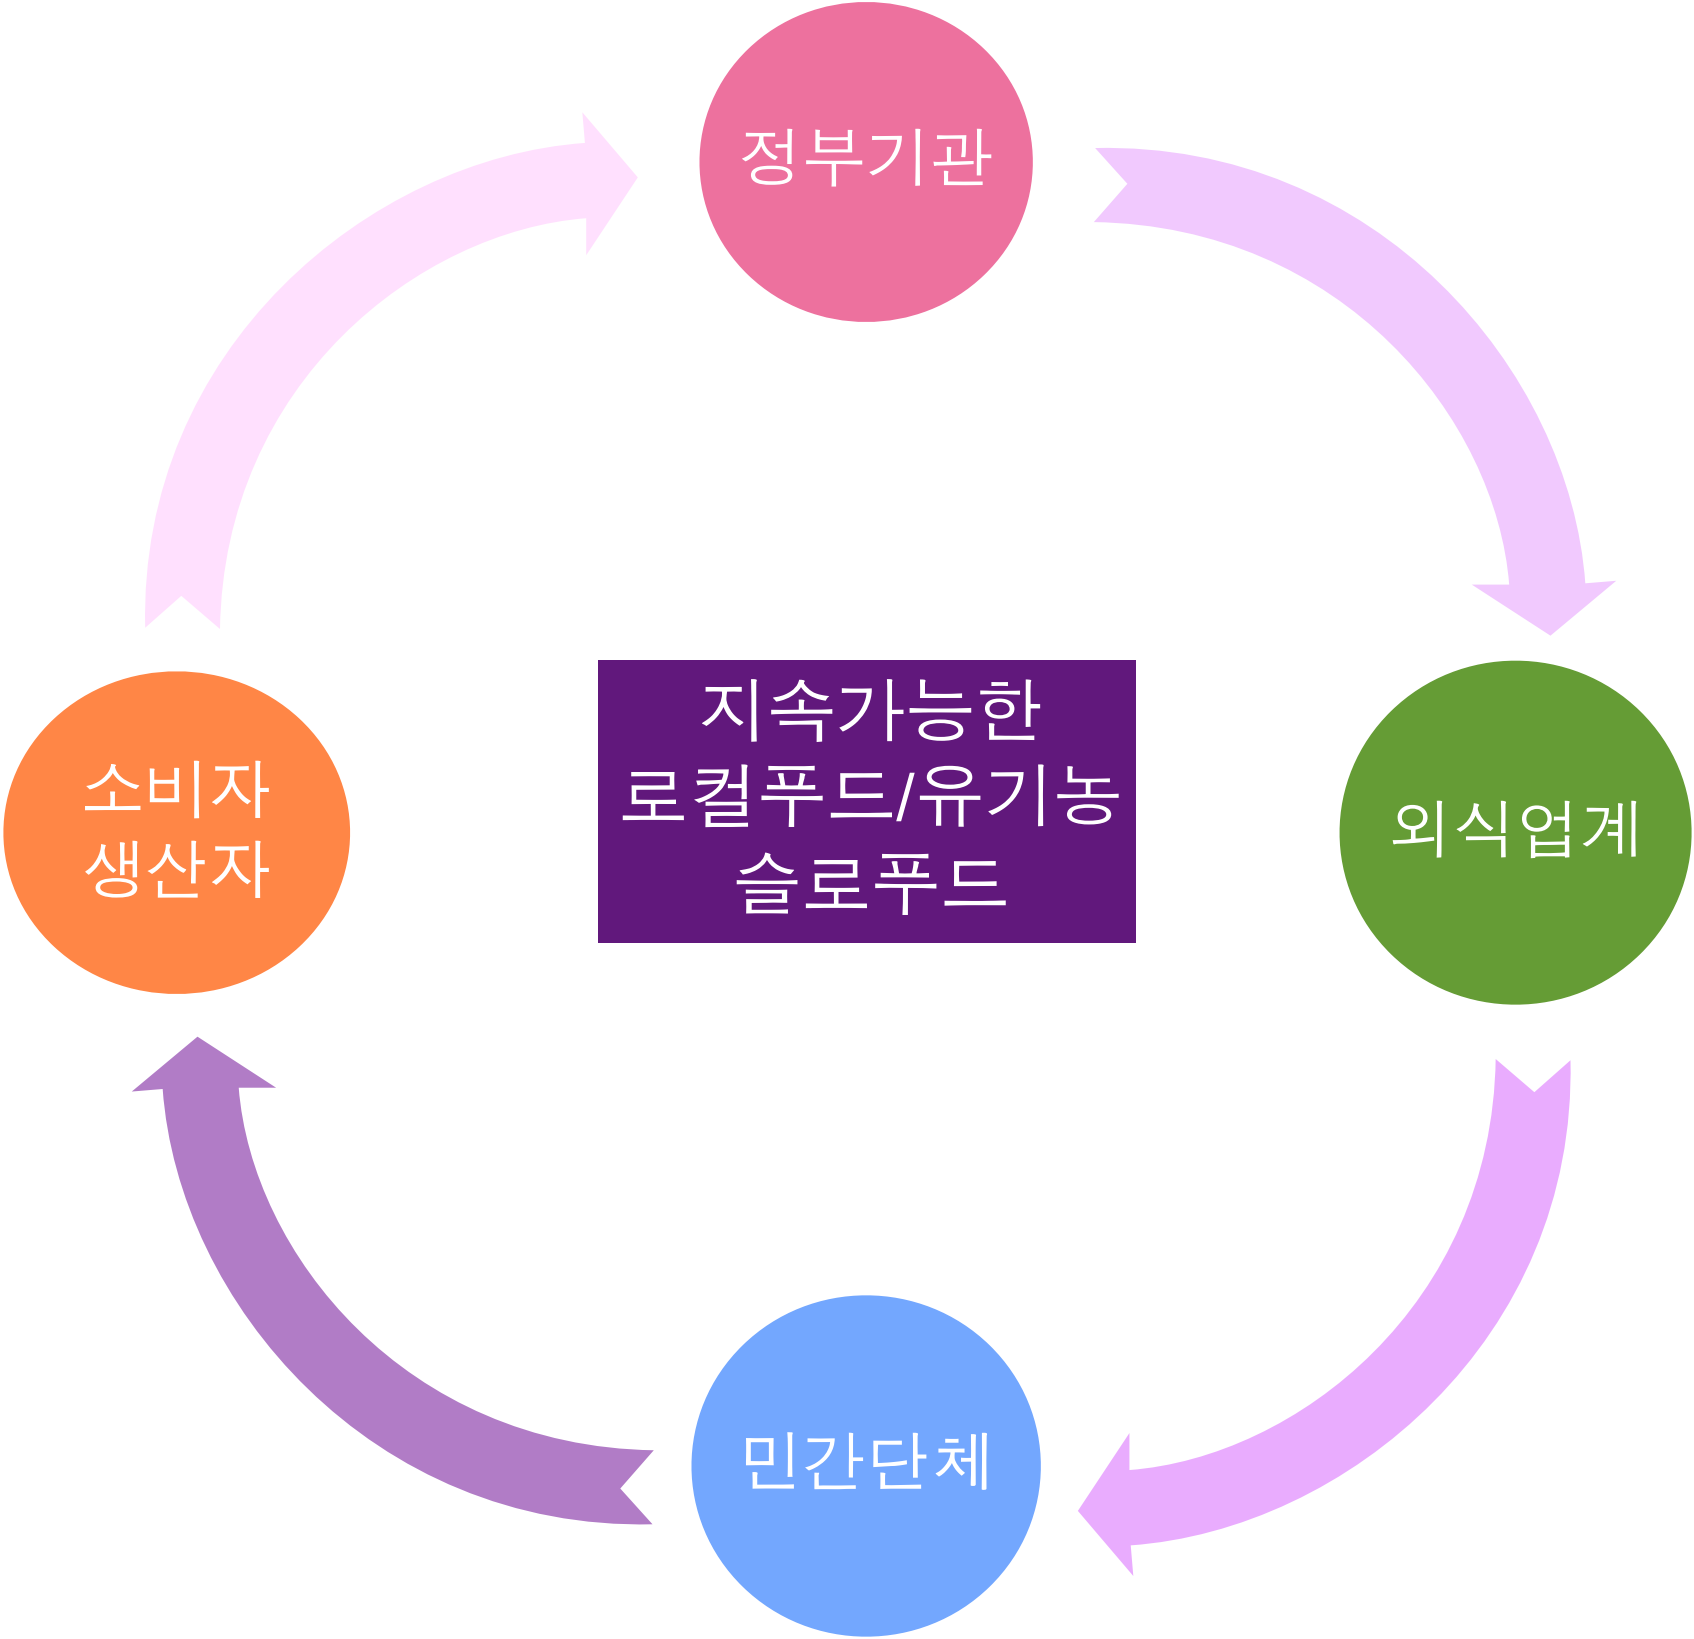 정부기관
지속가능한
로컬푸드/유기농
슬로푸드
소비자
생산자
외식업계
민간단체